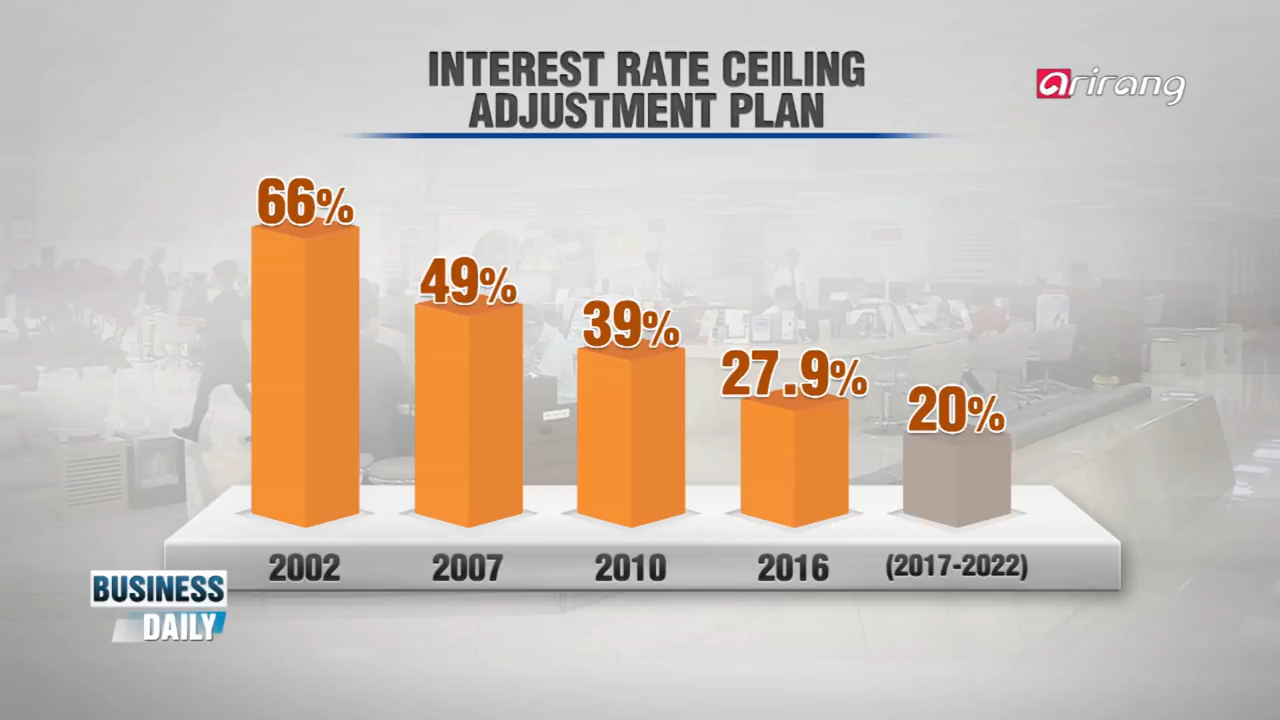 INTEREST RATE CEILING
ADJUSTMENT PLAN
arirang
66%
49%
39%
27.9%
20%
2002
2007
2010
2016
(2017-2022)
BUSINESS
DAILY